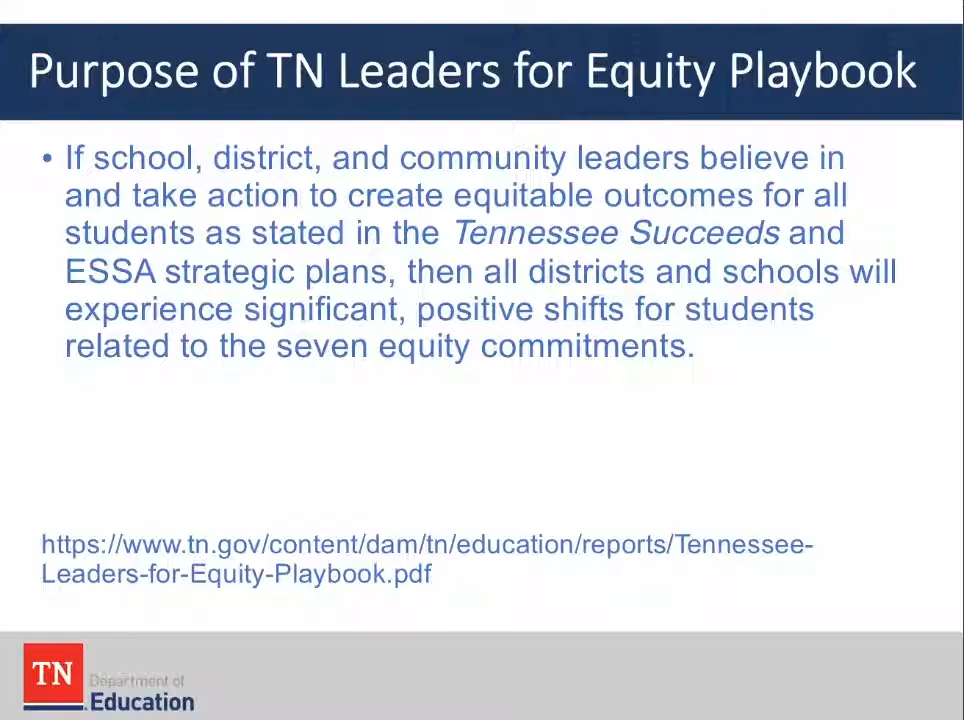 Purpose of TN Leaders for Equity Playbook
• If school, district, and community leaders believe in
and take action to create equitable outcomes for all
students as stated in the Tennessee Succeeds and
ESSA strategic plans, then all districts and schools will
experience significant, positive shifts for students
related to the seven equity commitments.
https://www.tn.gov/content/dam/tn/education/reports/Tennessee-
Leaders-for-Equity-Playbook.pdf
TN
Department of
Education